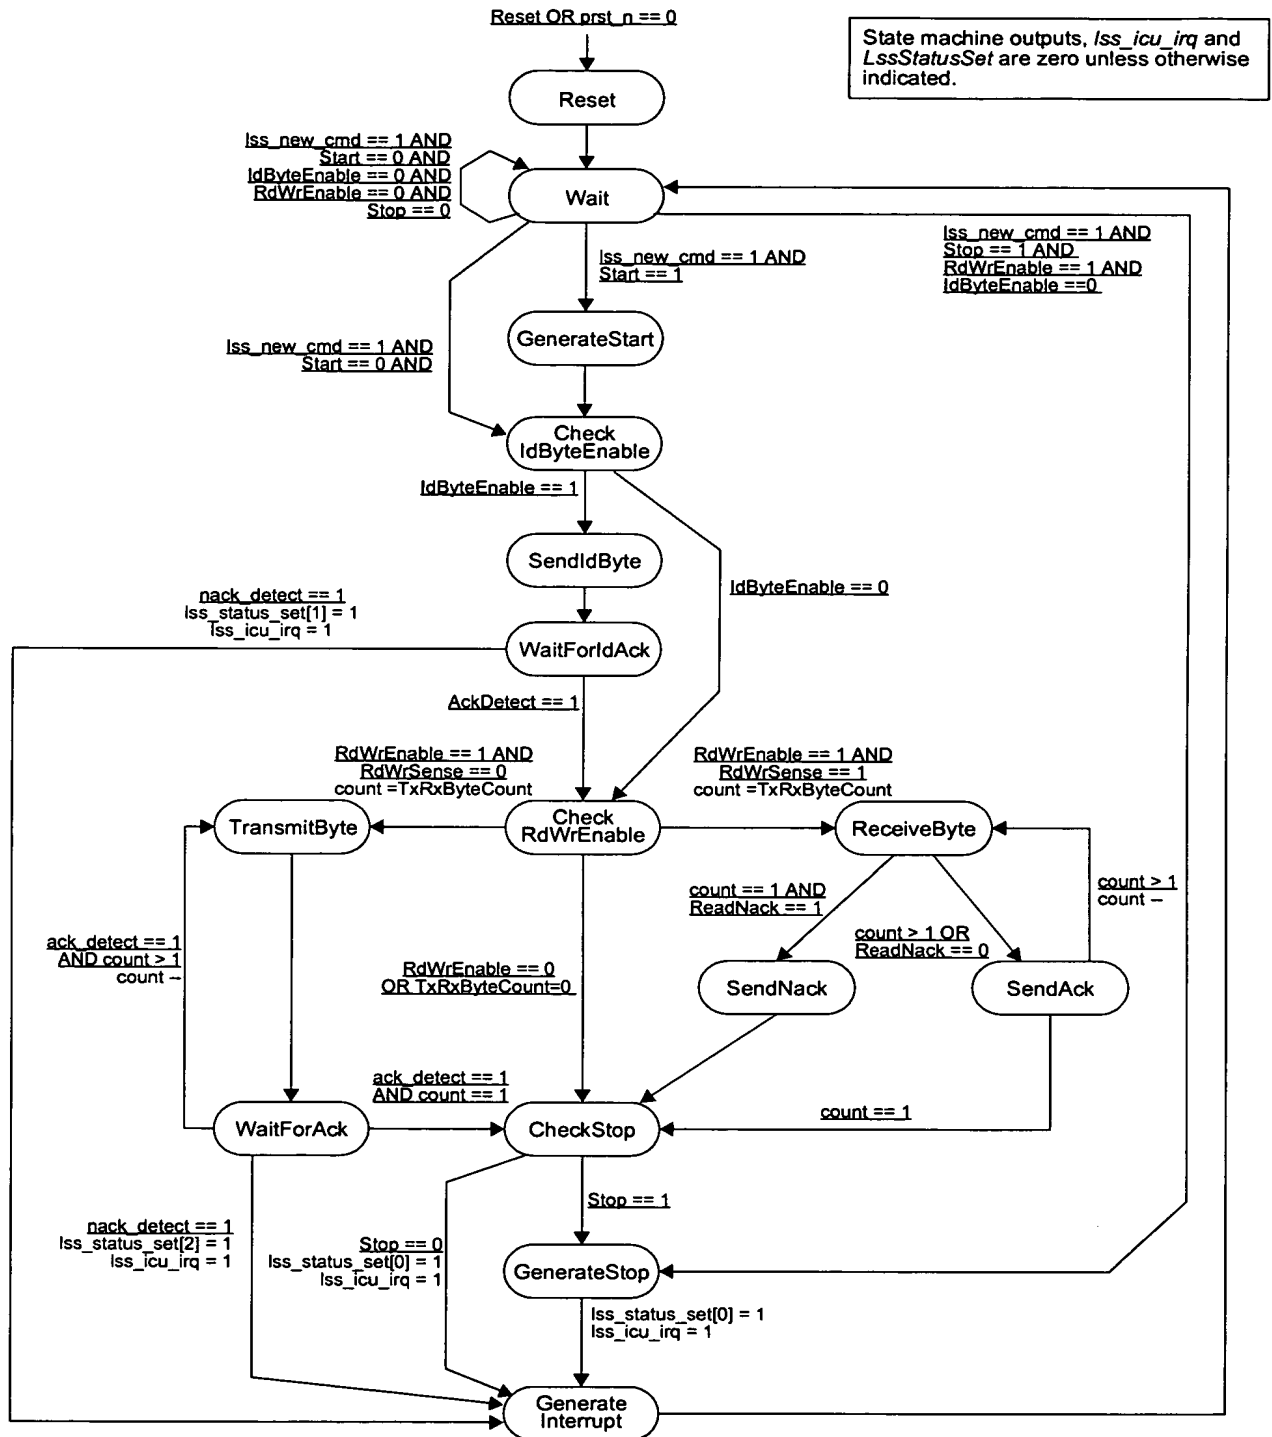 Reset OR prst_n == 0
State machine outputs, lss_icu_irq and
LssStatusSet are zero unless otherwise
indicated.
Reset
lss_new_cmd == 1 AND
Start == 0 AND
IdByteEnable == 0 AND
RdWrEnable == 0 AND
Stop == 0
Wait
lss_new_cmd == 1 AND
Start == 1
lss_new_cmd == 1 AND
Stop == 1 AND
RdWrEnable == 1 AND
IdByteEnable ==0
GenerateStart
lss_new_cmd == 1 AND
Start == 0 AND
Check
IdByteEnable
IdByteEnable == 1
SendIdByte
IdByteEnable == 0
nack_detect == 1
lss_status_set[1] = 1
lss_icu_irq = 1
WaitForIdAck
AckDetect == 1
RdWrEnable == 1 AND
RdWrSense == 0
count =TxRxByteCount
RdWrEnable == 1 AND
RdWrSense == 1
count =TxRxByteCount
TransmitByte
Check
RdWrEnable
ReceiveByte
count == 1 AND
ReadNack == 1
count > 1
count --
count > 1 OR
ReadNack == 0
ack_detect == 1
AND count > 1
count --
RdWrEnable == 0
OR TxRxByteCount=0
SendNack
SendAck
ack_detect == 1
AND count == 1
WaitForAck
CheckStop
count == 1
Stop == 1
nack_detect == 1
lss_status_set[2] = 1
lss_icu_irq = 1
Stop == 0
lss_status_set[0] = 1
lss_icu_irq = 1
GenerateStop
lss_status_set[0] = 1
lss_icu_irq = 1
Generate
Interrupt